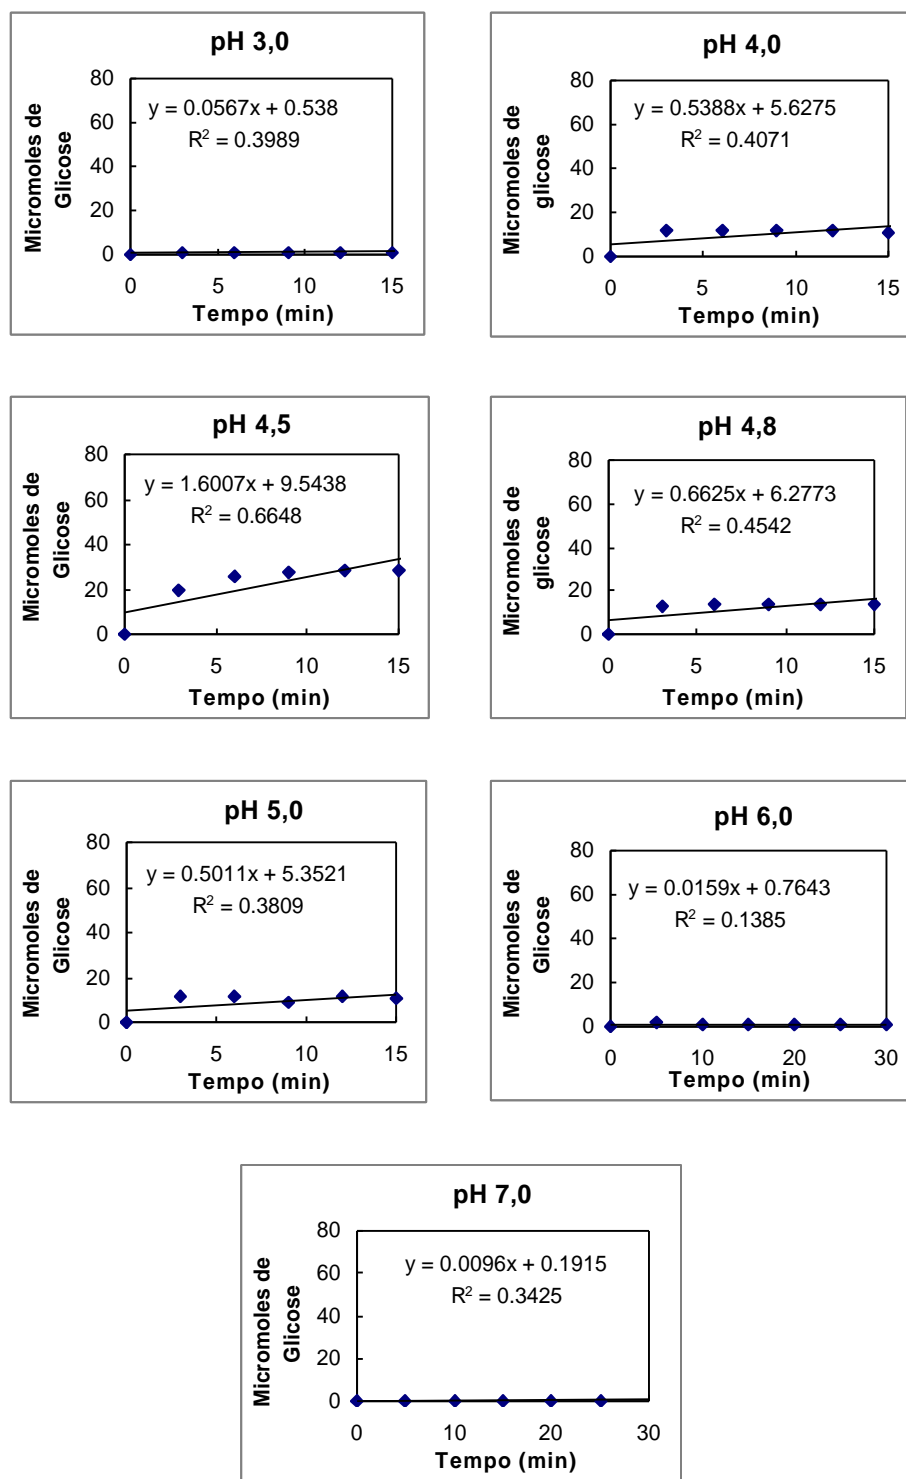 pH 3,0
Micromoles de
Glicose
80
60
40
20
0
y = 0.0567x + 0.538
R² = 0.3989
0 5 10 15
Tempo (min)
pH 4,0
Micromoles de
glicose
80
60
40
20
0
y = 0.5388x + 5.6275
R² = 0.4071
0 5 10 15
Tempo (min)
pH 4,5
Micromoles de
Glicose
80
60
40
20
0
y = 1.6007x + 9.5438
R² = 0.6648
0 5 10 15
Tempo (min)
pH 4,8
Micromoles de
glicose
80
60
40
20
0
y = 0.6625x + 6.2773
R² = 0.4542
0 5 10 15
Tempo (min)
pH 5,0
Micromoles de
Glicose
80
60
40
20
0
y = 0.5011x + 5.3521
R² = 0.3809
0 5 10 15
Tempo (min)
pH 6,0
Micromoles de
Glicose
80
60
40
20
0
y = 0.0159x + 0.7643
R² = 0.1385
0 10 20 30
Tempo (min)
pH 7,0
Micromoles de
Glicose
80
60
40
20
0
y = 0.0096x + 0.1915
R² = 0.3425
0 10 20 30
Tempo (min)